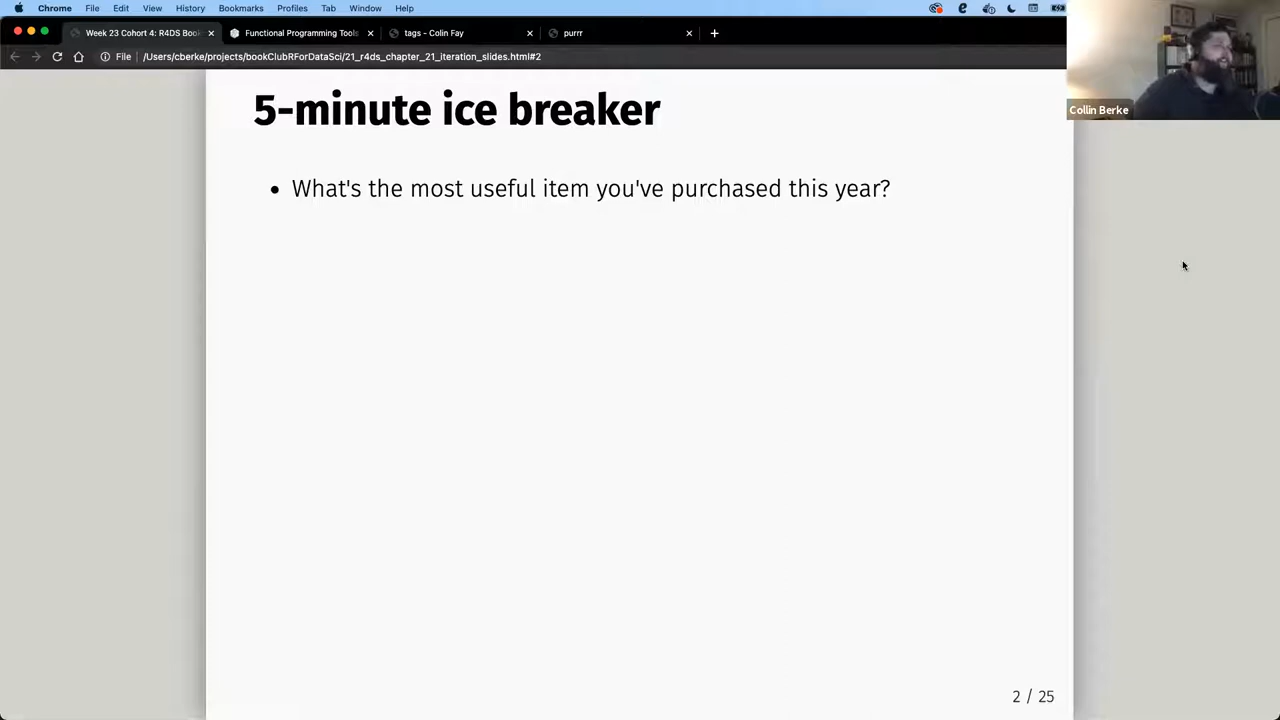 Chrome File Edit View History Bookmarks Profiles Tab Window Help
Week 23 Cohort 4: R4DS Boo
Functional Programming Tools
tags - Colin Fay
purrr
File /Users/cberke/projects/bookClubRForDataSci/21_r4ds_chapter_21_iteration_slides.html#2
Collin Berke
5-minute ice breaker
• What's the most useful item you've purchased this year?
2 / 25